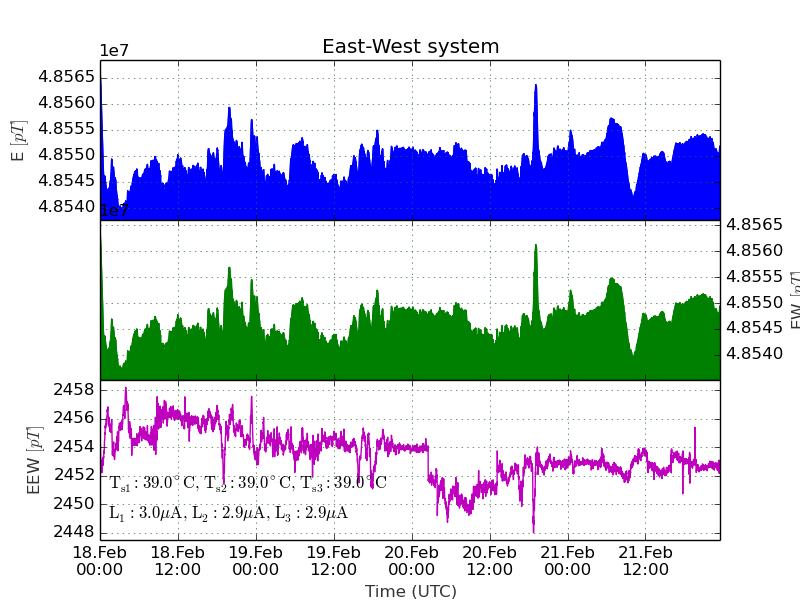 East-West system
1e7
4.8565
4.8560
4.8555
4.8550
4.8545
4.8540
E [pT]
1e7
4.8565
4.8560
4.8555
4.8550
4.8545
4.8540
EW [pT]
2458
2456
2454
2452
2450
2448
EEW [pT]
T_s1 : 39.0°C, T_s2 : 39.0°C, T_s3 : 39.0°C
L_1 : 3.0μA, L_2 : 2.9μA, L_3 : 2.9μA
18.Feb 18.Feb 19.Feb 19.Feb 20.Feb 20.Feb 21.Feb 21.Feb
00:00 12:00 00:00 12:00 00:00 12:00 00:00 12:00
Time (UTC)